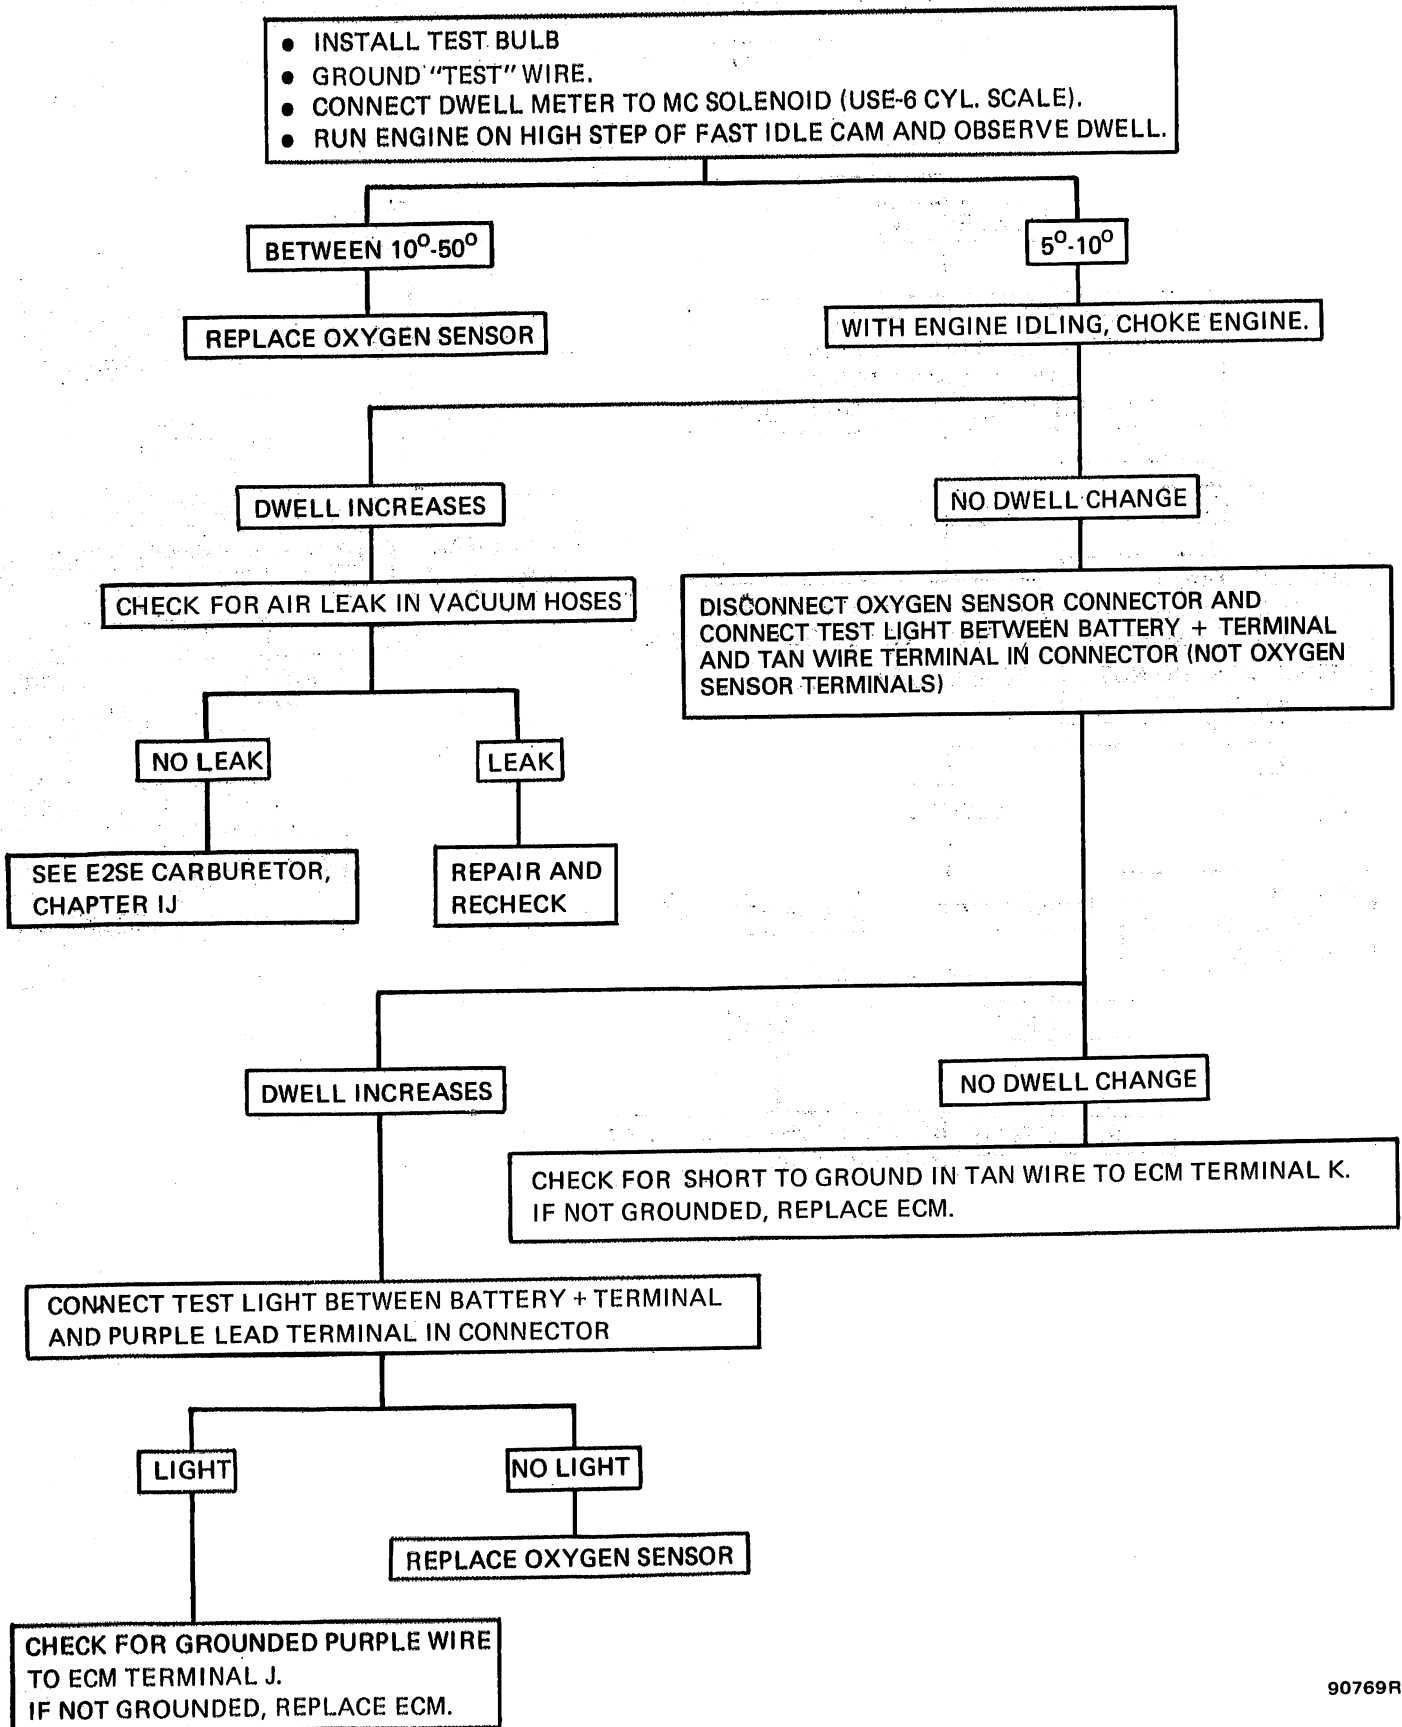 ● INSTALL TEST BULB
● GROUND "TEST" WIRE.
● CONNECT DWELL METER TO MC SOLENOID (USE-6 CYL. SCALE).
● RUN ENGINE ON HIGH STEP OF FAST IDLE CAM AND OBSERVE DWELL.
BETWEEN 10⁰-50⁰
5⁰-10⁰
REPLACE OXYGEN SENSOR
WITH ENGINE IDLING, CHOKE ENGINE.
DWELL INCREASES
NO DWELL CHANGE
CHECK FOR AIR LEAK IN VACUUM HOSES
DISCONNECT OXYGEN SENSOR CONNECTOR AND
CONNECT TEST LIGHT BETWEEN BATTERY + TERMINAL
AND TAN WIRE TERMINAL IN CONNECTOR (NOT OXYGEN
SENSOR TERMINALS)
NO LEAK
LEAK
SEE E2SE CARBURETOR,
CHAPTER IJ
REPAIR AND
RECHECK
DWELL INCREASES
NO DWELL CHANGE
CHECK FOR SHORT TO GROUND IN TAN WIRE TO ECM TERMINAL K.
IF NOT GROUNDED, REPLACE ECM.
CONNECT TEST LIGHT BETWEEN BATTERY + TERMINAL
AND PURPLE LEAD TERMINAL IN CONNECTOR
LIGHT
NO LIGHT
REPLACE OXYGEN SENSOR
CHECK FOR GROUNDED PURPLE WIRE
TO ECM TERMINAL J.
IF NOT GROUNDED, REPLACE ECM.
90769R